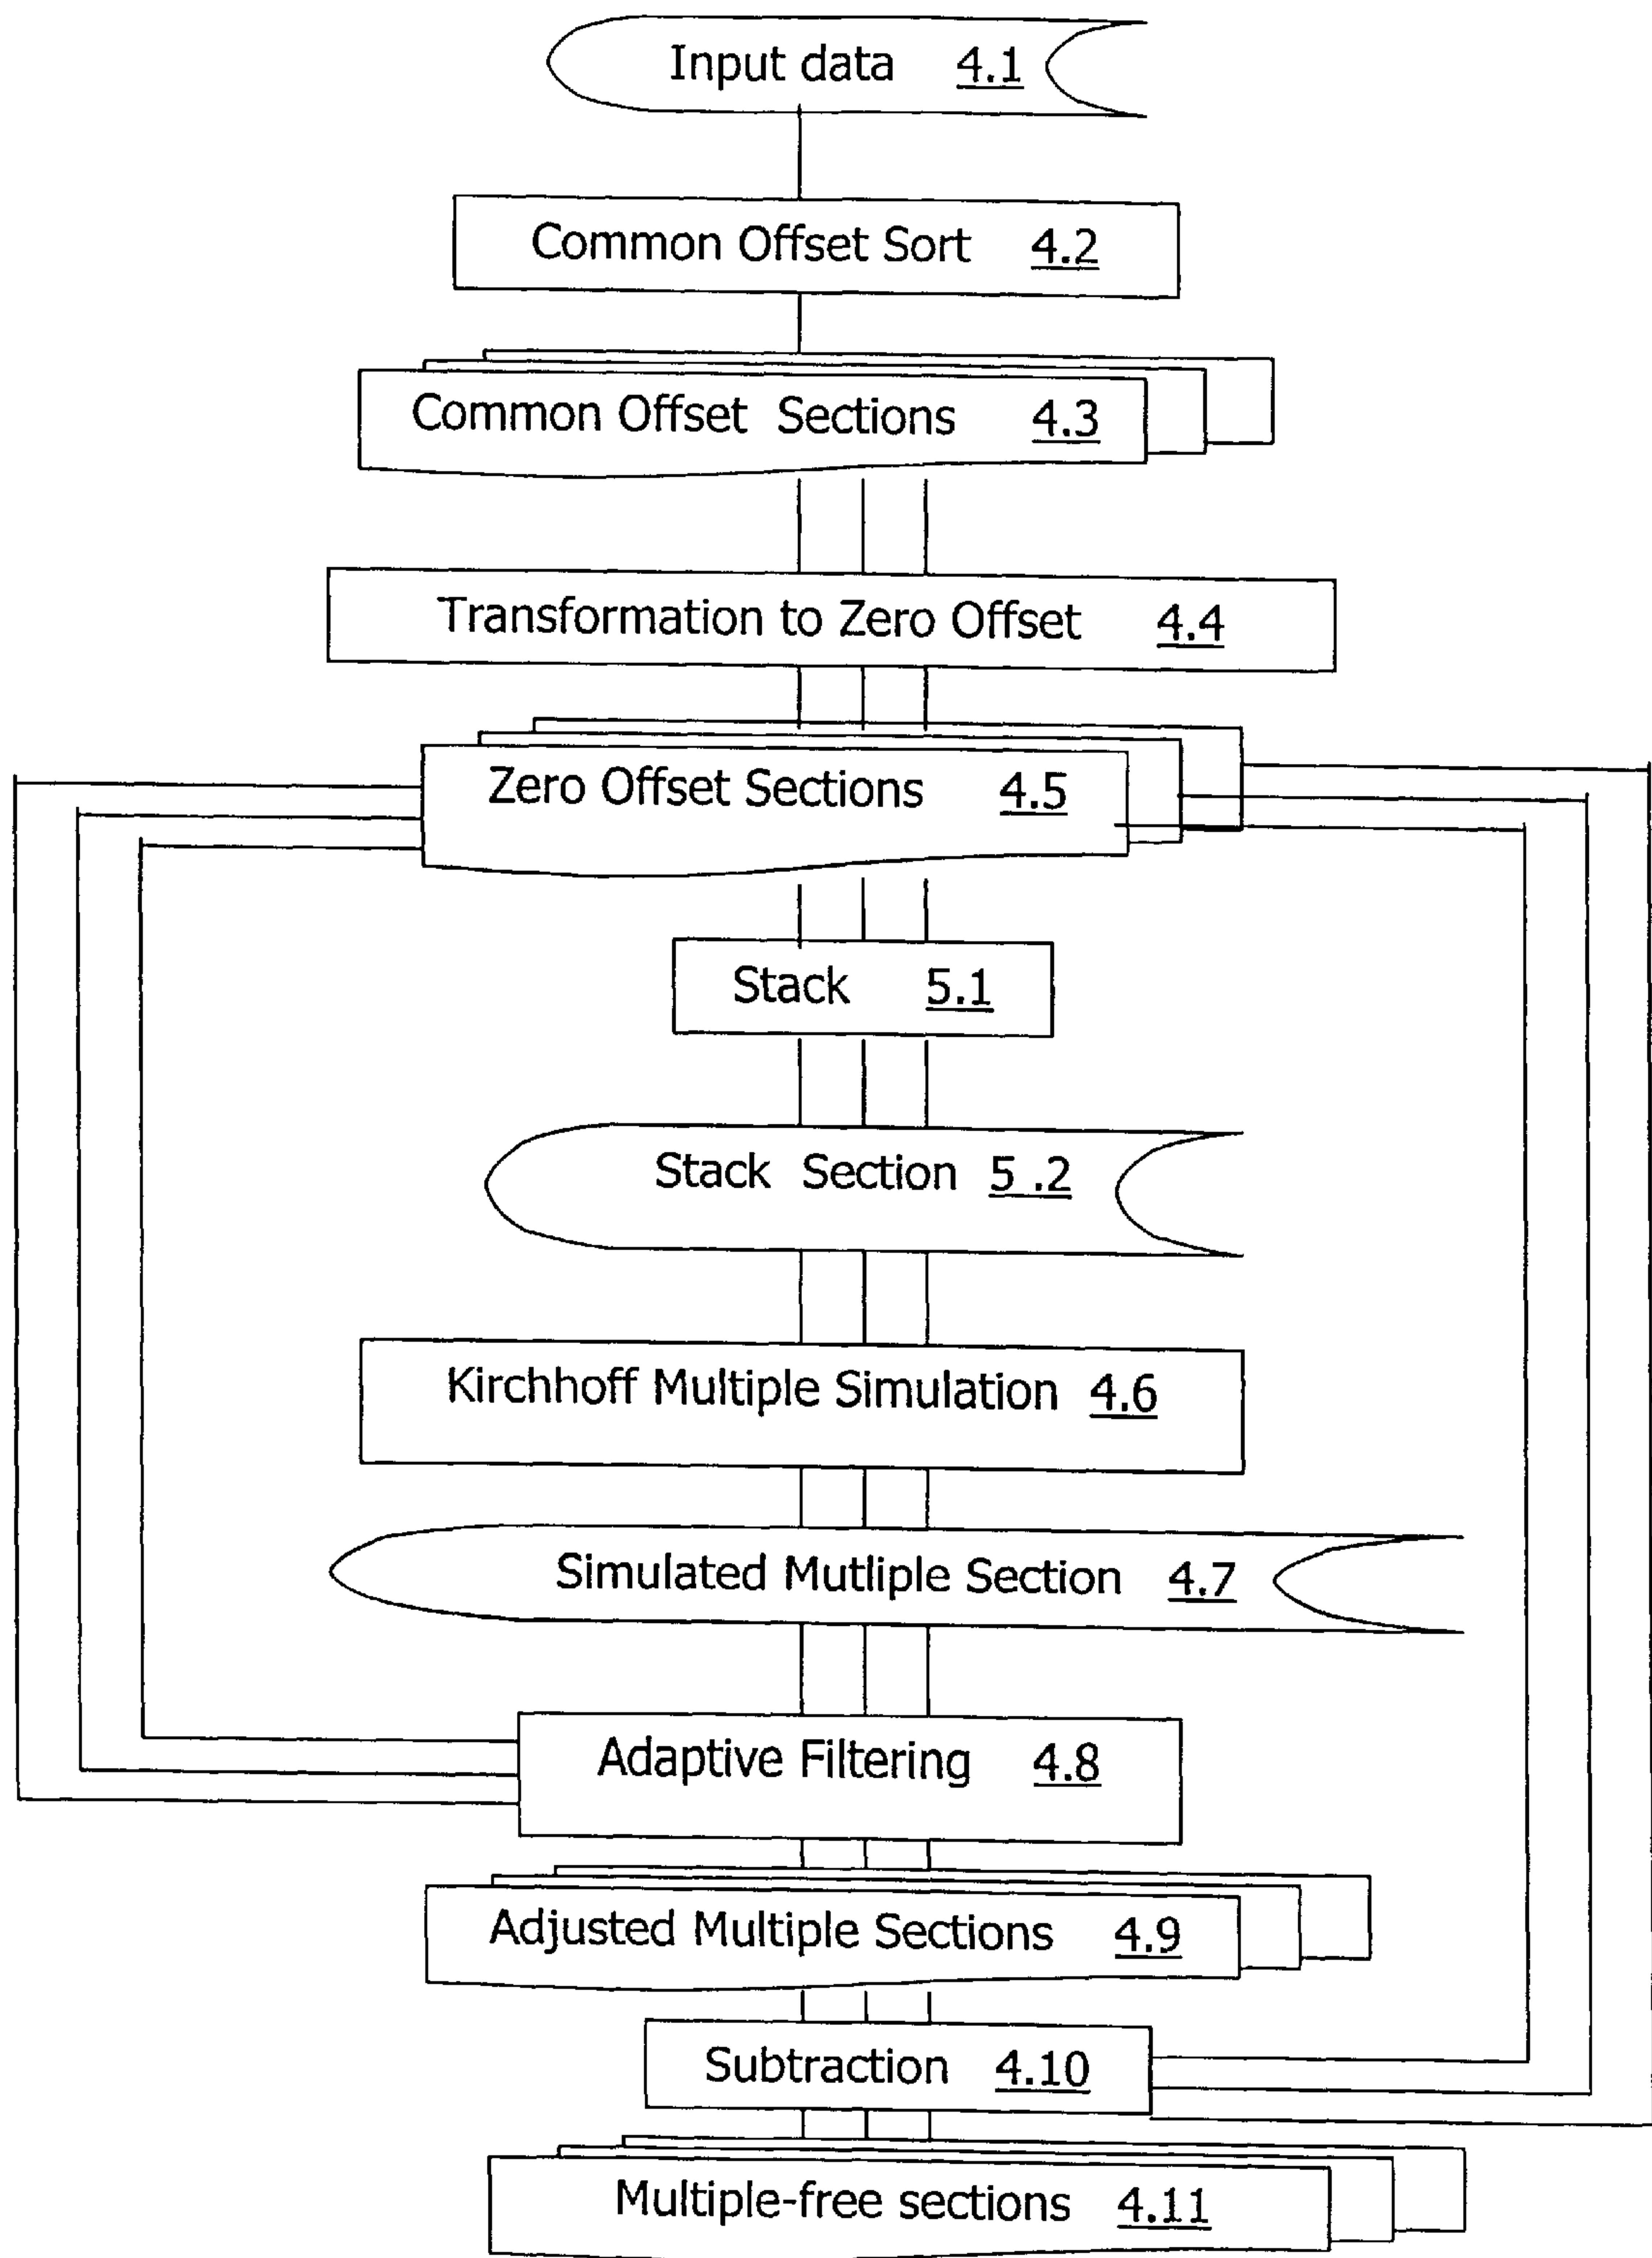 Input data 4.1
Common Offset Sort 4.2
Common Offset Sections 4.3
Transformation to Zero Offset 4.4
Zero Offset Sections 4.5
Stack 5.1
Stack Section 5 .2
Kirchhoff Multiple Simulation 4.6
Simulated Mutliple Section 4.7
Adaptive Filtering 4.8
Adjusted Multiple Sections 4.9
Subtraction 4.10
Multiple-free sections 4.11